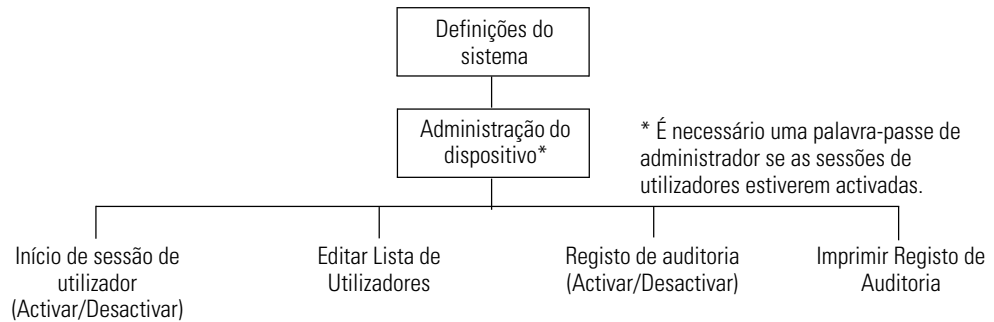 Definições do
sistema
Administração do
dispositivo*
* É necessário uma palavra-passe de
administrador se as sessões de
utilizadores estiverem activadas.
Início de sessão de
utilizador
(Activar/Desactivar)
Editar Lista de
Utilizadores
Registo de auditoria
(Activar/Desactivar)
Imprimir Registo de
Auditoria